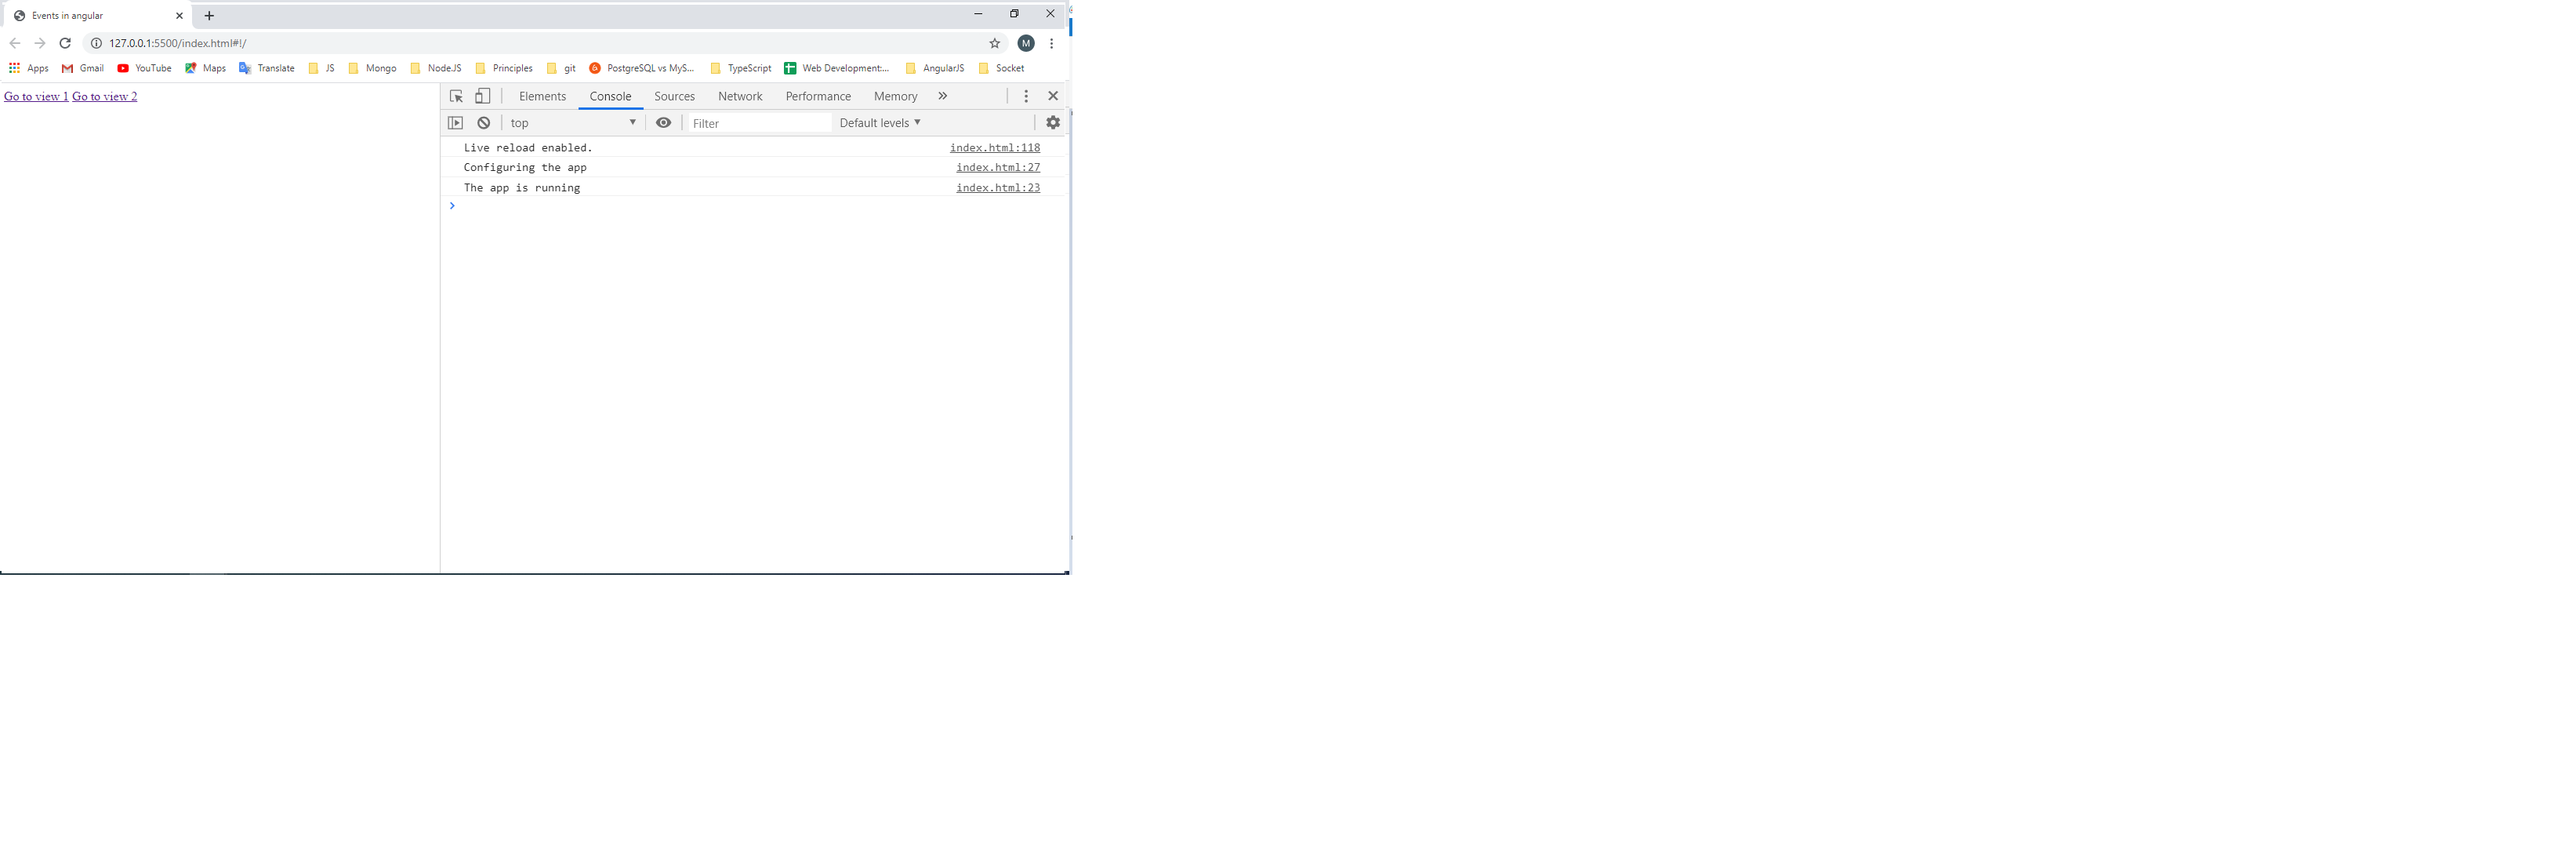 Events in angular
127.0.0.1:5500/index.html#!/
M
Apps Gmail YouTube Maps Translate JS Mongo NodeJS Principles git PostgreSQL vs MyS... TypeScript Web Development:... AngularJS Socket
Go to view 1 Go to view 2
Elements Console Sources Network Performance Memory
top Filter Default levels
Live reload enabled. index.html:118
Configuring the app index.html:27
The app is running index.html:23